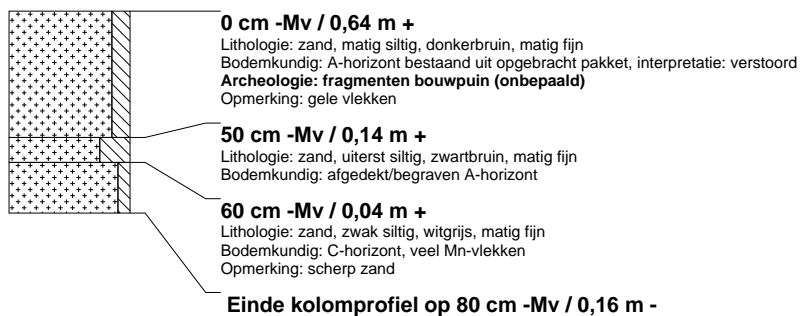 0 cm -Mv / 0,64 m +
Lithologie: zand, matig siltig, donkerbruin, matig fijn
Bodemkundig: A-horizont bestaand uit opgebracht pakket, interpretatie: verstoord
Archeologie: fragmenten bouwpuin (onbepaald)
Opmerking: gele vlekken
50 cm -Mv / 0,14 m +
Lithologie: zand, uiterst siltig, zwartbruin, matig fijn
Bodemkundig: afgedekt/begraven A-horizont
60 cm -Mv / 0,04 m +
Lithologie: zand, zwak siltig, witgrijs, matig fijn
Bodemkundig: C-horizont, veel Mn-vlekken
Opmerking: scherp zand
Einde kolomprofiel op 80 cm -Mv / 0,16 m -